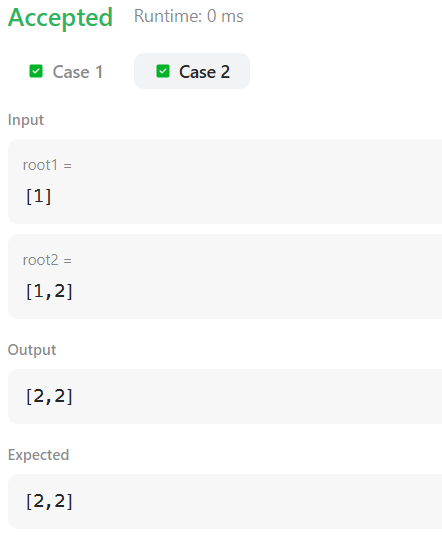 Accepted Runtime: 0 ms
Case 1 Case 2
Input
root1 =
[1]
root2 =
[1,2]
Output
[2,2]
Expected
[2,2]